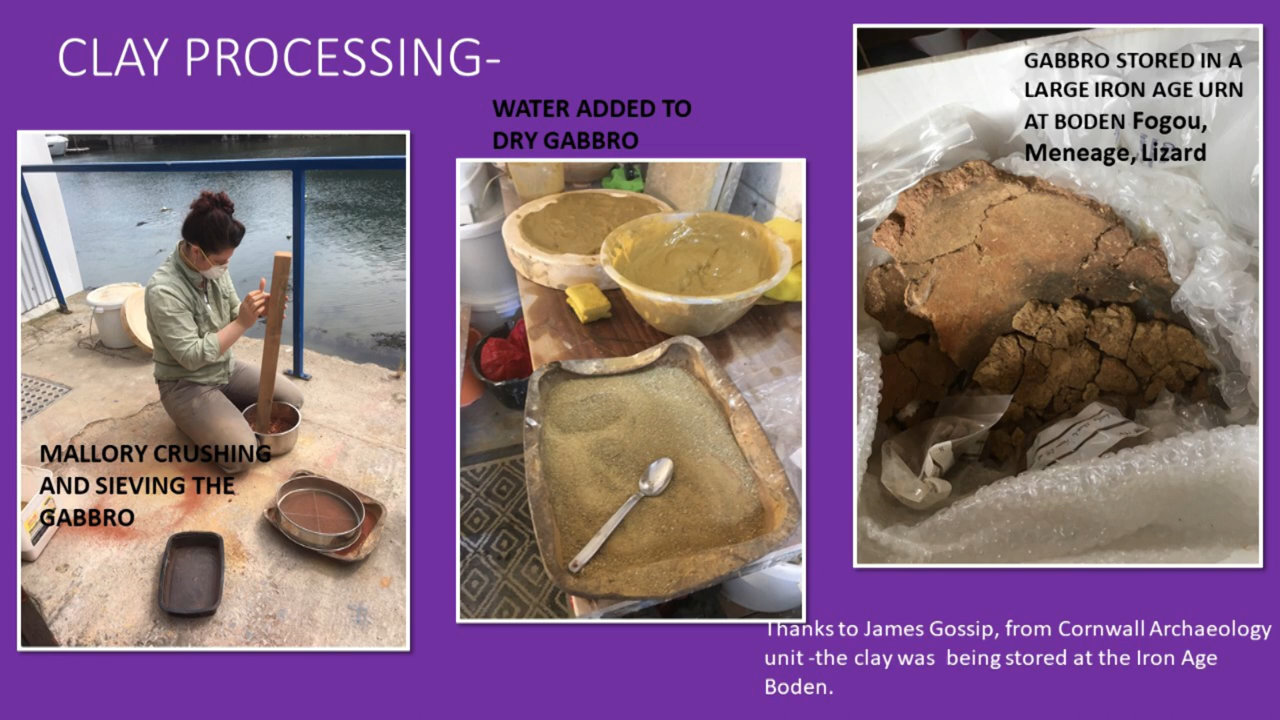 CLAY PROCESSING-
WATER ADDED TO
DRY GABBRO
GABBRO STORED IN A
LARGE IRON AGE URN
AT BODEN Fogou,
Meneage, Lizard
MALLORY CRUSHING
AND SIEVING THE
GABBRO
Thanks to James Gossip, from Cornwall Archaeology
unit -the clay was being stored at the Iron Age
Boden.